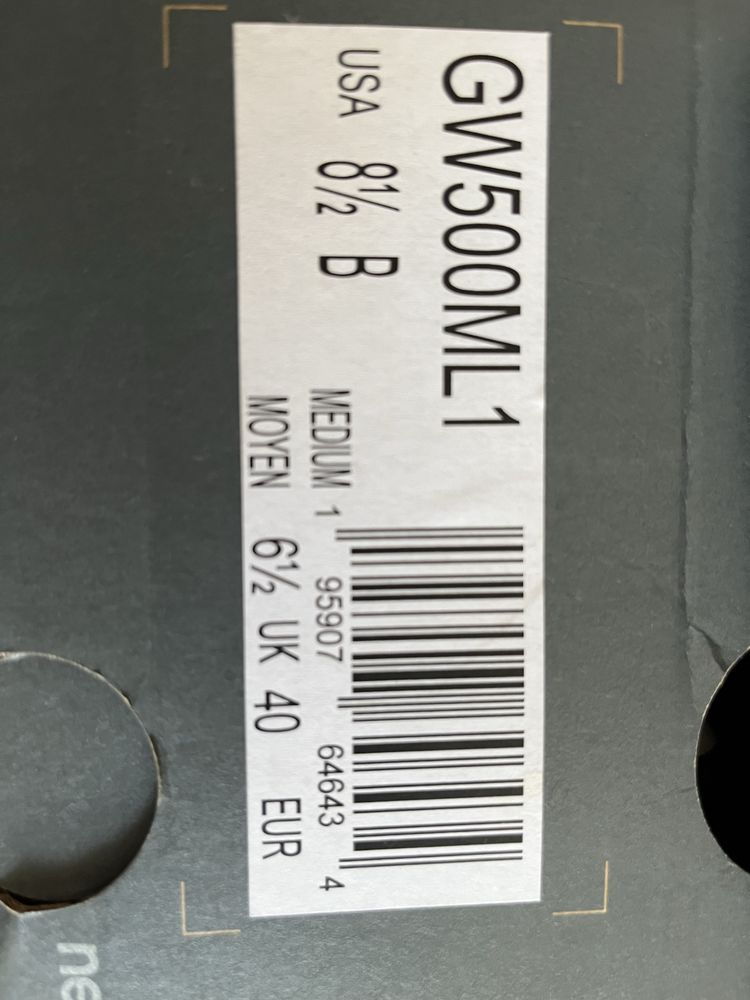 GW500ML1
USA 8½ B
MEDIUM
MOYEN
1 95907 64643 4
6½ UK 40 EUR
ne